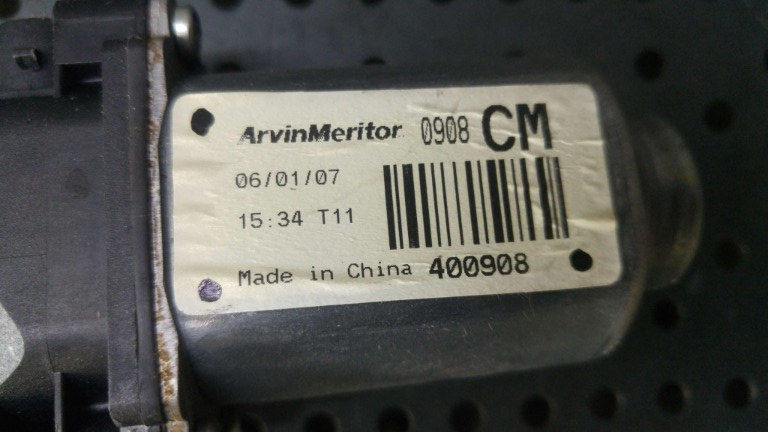 ArvinMeritor 0908 CM
06/01/07
15:34 T11
Made in China 400908